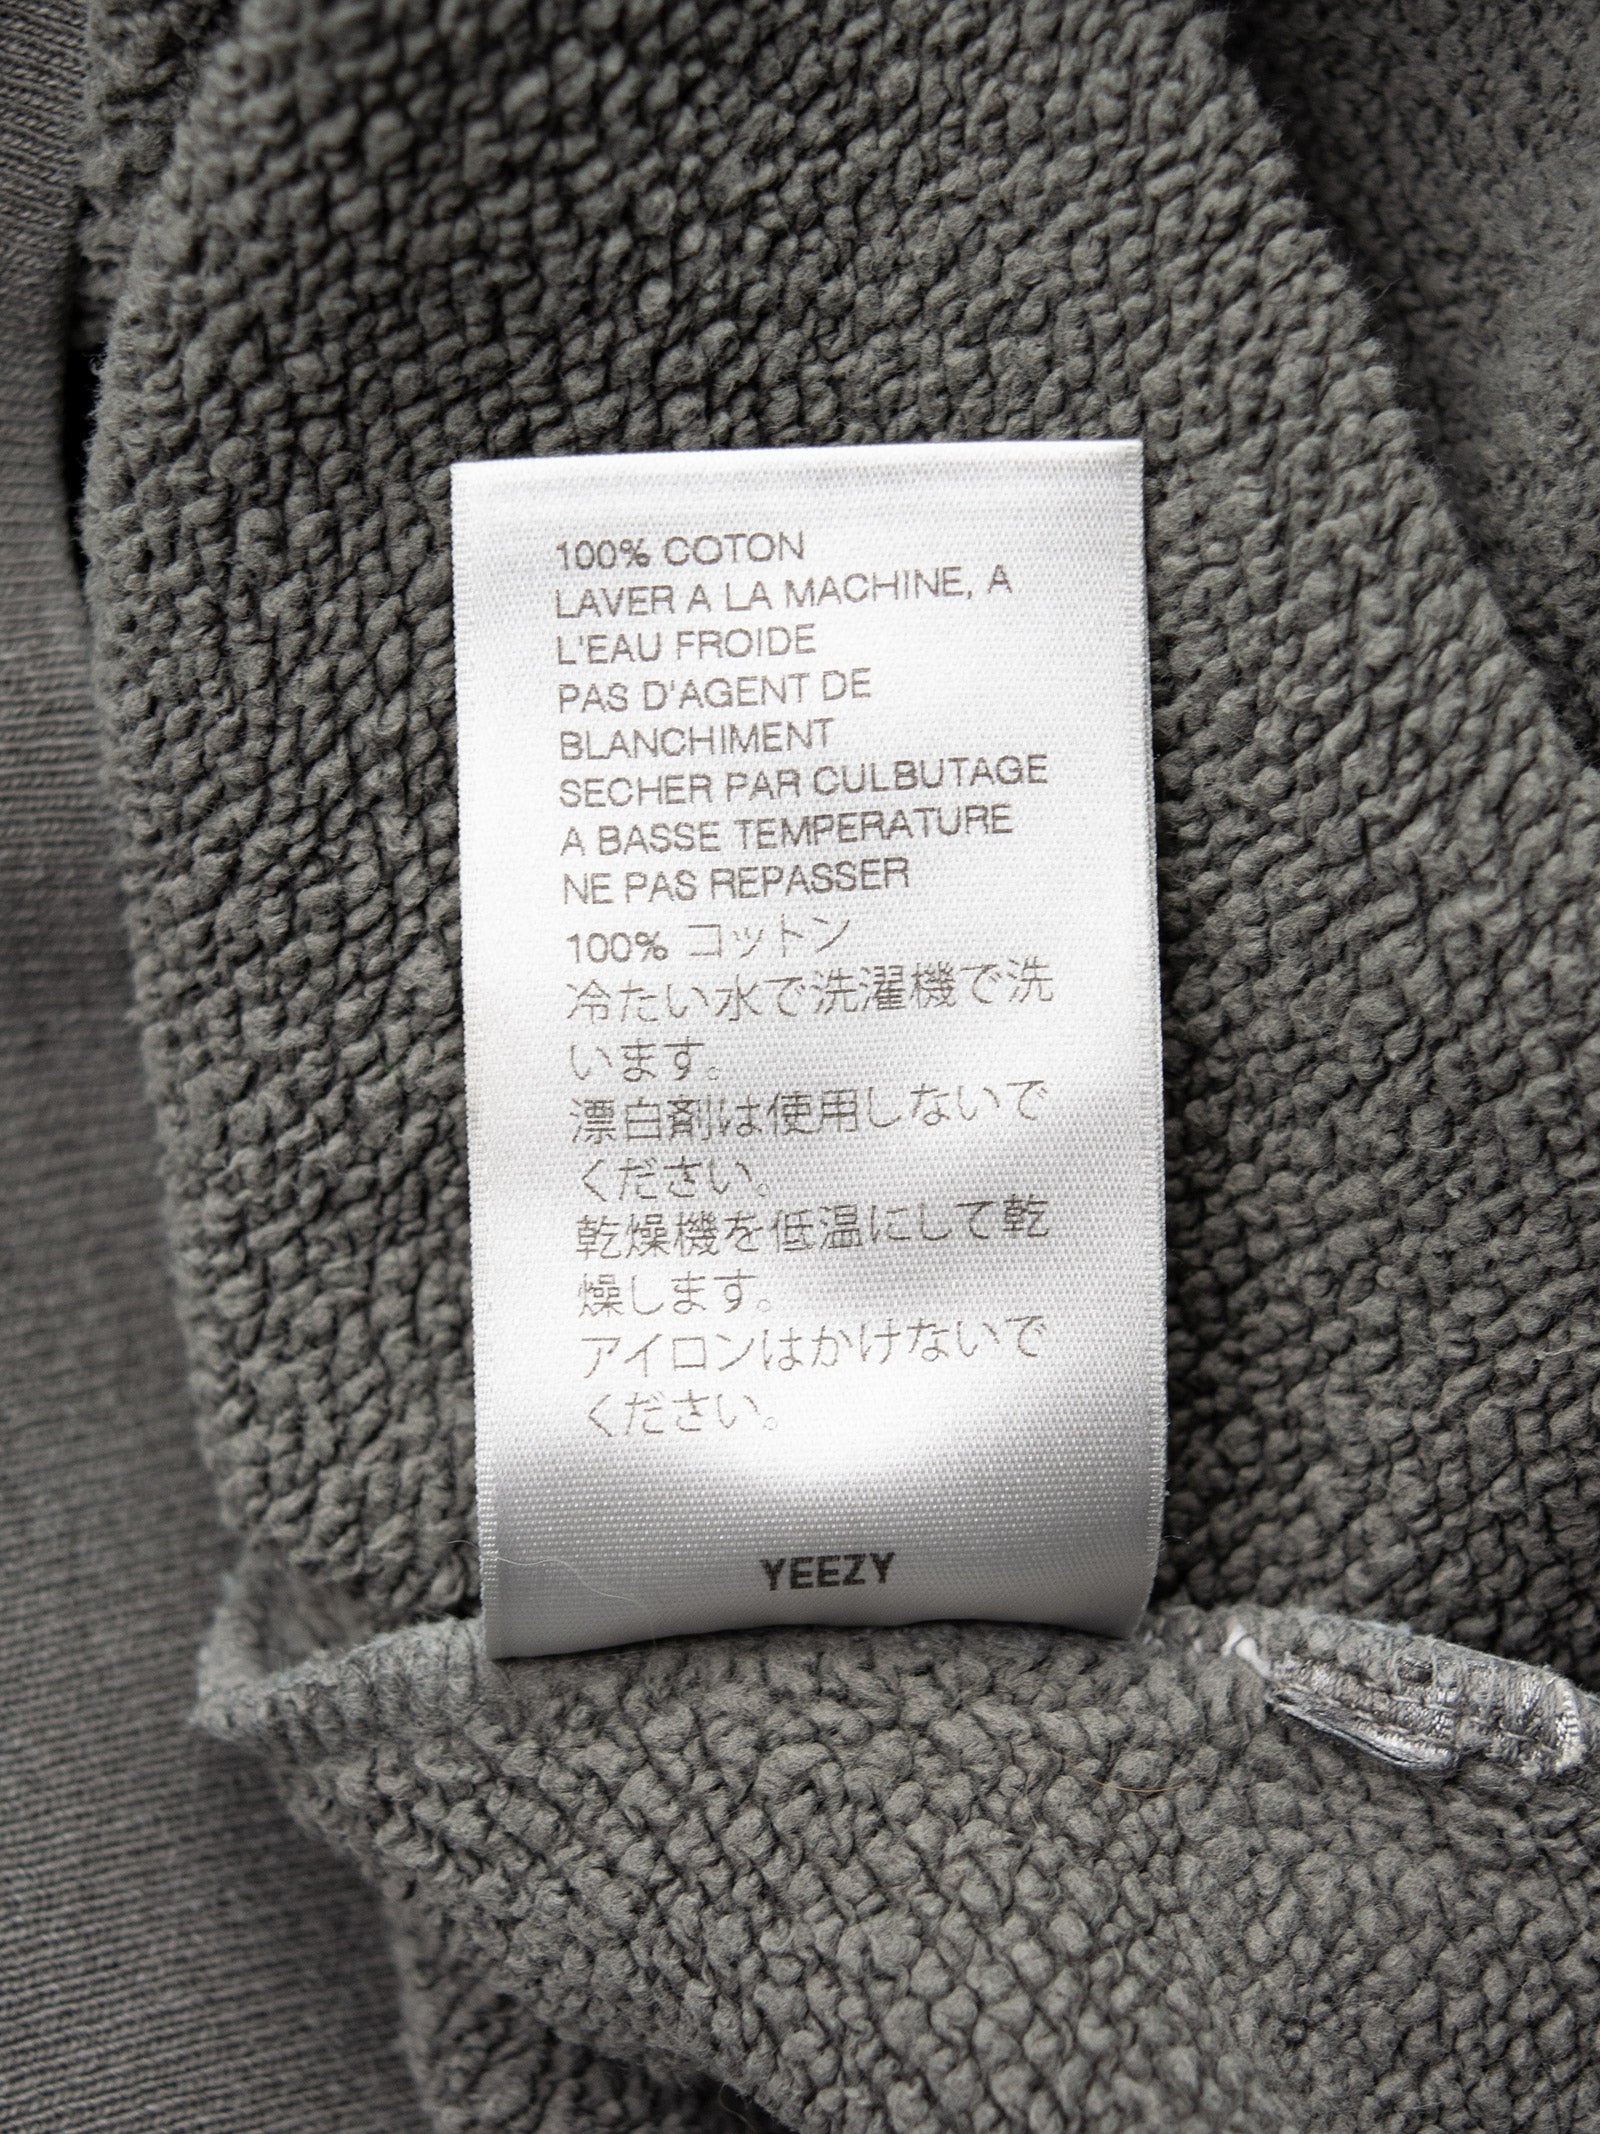 100% COTON
LAVER A LA MACHINE, A
L'EAU FROIDE
PAS D'AGENT DE
BLANCHIMENT
SECHER PAR CULBUTAGE
A BASSE TEMPERATURE
NE PAS REPASSER
100% コットン
冷たい水で洗濯機で洗
います。
漂白剤は使用しないで
ください。
乾燥機を低温にして乾
燥します。
アイロンはかけないで
ください。
YEEZY